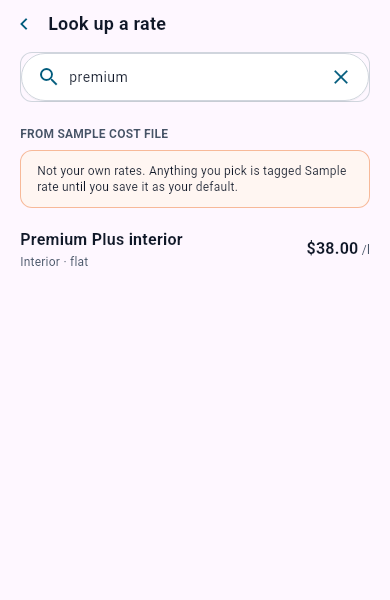 Look up a rate
premium
FROM SAMPLE COST FILE
Not your own rates. Anything you pick is tagged Sample
rate until you save it as your default.
Premium Plus interior
$38.00 /l
Interior · flat